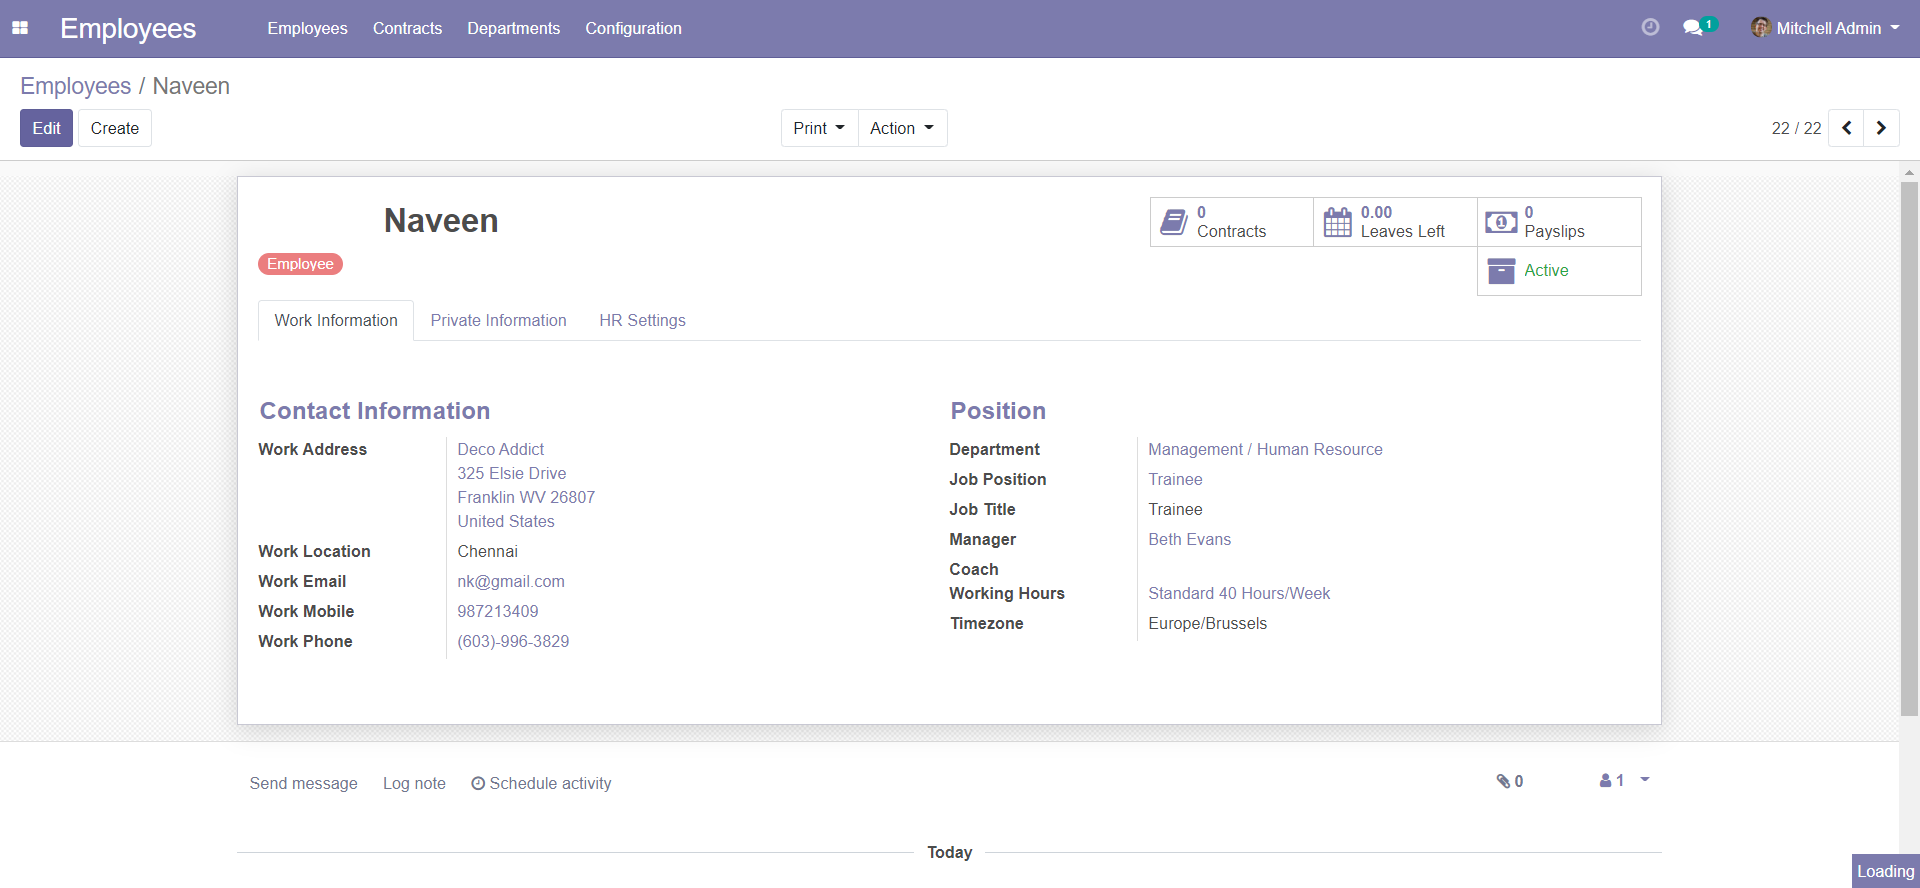 Employees
Employees Contracts Departments Configuration
1
Mitchell Admin
Employees / Naveen
Edit Create
Print Action
22 / 22
Naveen
Employee
0
Contracts
0.00
Leaves Left
0
Payslips
Active
Work Information Private Information HR Settings
Contact Information
Work Address Deco Addict
325 Elsie Drive
Franklin WV 26807
United States
Work Location Chennai
Work Email nk@gmail.com
Work Mobile 987213409
Work Phone (603)-996-3829
Position
Department Management / Human Resource
Job Position Trainee
Job Title Trainee
Manager Beth Evans
Coach
Working Hours Standard 40 Hours/Week
Timezone Europe/Brussels
Send message Log note Schedule activity
0 1
Today
Loading